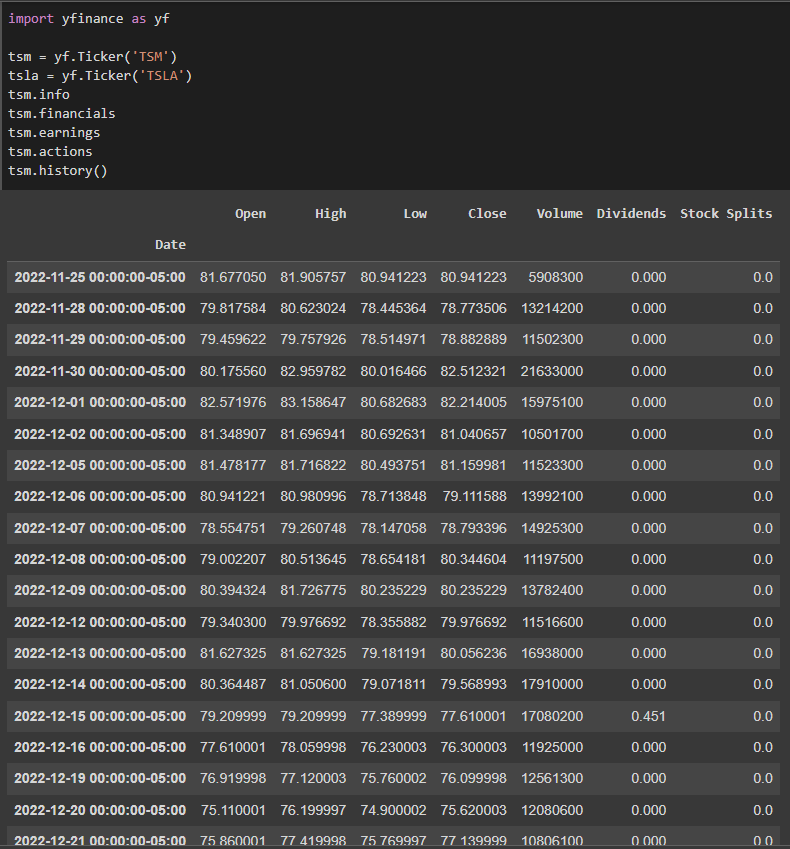 import yfinance as yf
tsm = yf.Ticker('TSM')
tsla = yf.Ticker('TSLA')
tsm.info
tsm.financials
tsm.earnings
tsm.actions
tsm.history()
Open High Low Close Volume Dividends Stock Splits
Date
2022-11-25 00:00:00-05:00 81.677050 81.905757 80.941223 80.941223 5908300 0.000 0.0
2022-11-28 00:00:00-05:00 79.817584 80.623024 78.445364 78.773506 13214200 0.000 0.0
2022-11-29 00:00:00-05:00 79.459622 79.757926 78.514971 78.882889 11502300 0.000 0.0
2022-11-30 00:00:00-05:00 80.175560 82.959782 80.016466 82.512321 21633000 0.000 0.0
2022-12-01 00:00:00-05:00 82.571976 83.158647 80.682683 82.214005 15975100 0.000 0.0
2022-12-02 00:00:00-05:00 81.348907 81.696941 80.692631 81.040657 10501700 0.000 0.0
2022-12-05 00:00:00-05:00 81.478177 81.716822 80.493751 81.159981 11523300 0.000 0.0
2022-12-06 00:00:00-05:00 80.941221 80.980996 78.713848 79.111588 13992100 0.000 0.0
2022-12-07 00:00:00-05:00 78.554751 79.260748 78.147058 78.793396 14925300 0.000 0.0
2022-12-08 00:00:00-05:00 79.002207 80.513645 78.654181 80.344604 11197500 0.000 0.0
2022-12-09 00:00:00-05:00 80.394324 81.726775 80.235229 80.235229 13782400 0.000 0.0
2022-12-12 00:00:00-05:00 79.340300 79.976692 78.355882 79.976692 11516600 0.000 0.0
2022-12-13 00:00:00-05:00 81.627325 81.627325 79.181191 80.056236 16938000 0.000 0.0
2022-12-14 00:00:00-05:00 80.364487 81.050600 79.071811 79.568993 17910000 0.000 0.0
2022-12-15 00:00:00-05:00 79.209999 79.209999 77.389999 77.610001 17080200 0.451 0.0
2022-12-16 00:00:00-05:00 77.610001 78.059998 76.230003 76.300003 11925000 0.000 0.0
2022-12-19 00:00:00-05:00 76.919998 77.120003 75.760002 76.099998 12561300 0.000 0.0
2022-12-20 00:00:00-05:00 75.110001 76.199997 74.900002 75.620003 12080600 0.000 0.0
2022-12-21 00:00:00-05:00 75.860001 77.419998 75.769997 77.139999 10806100 0.000 0.0